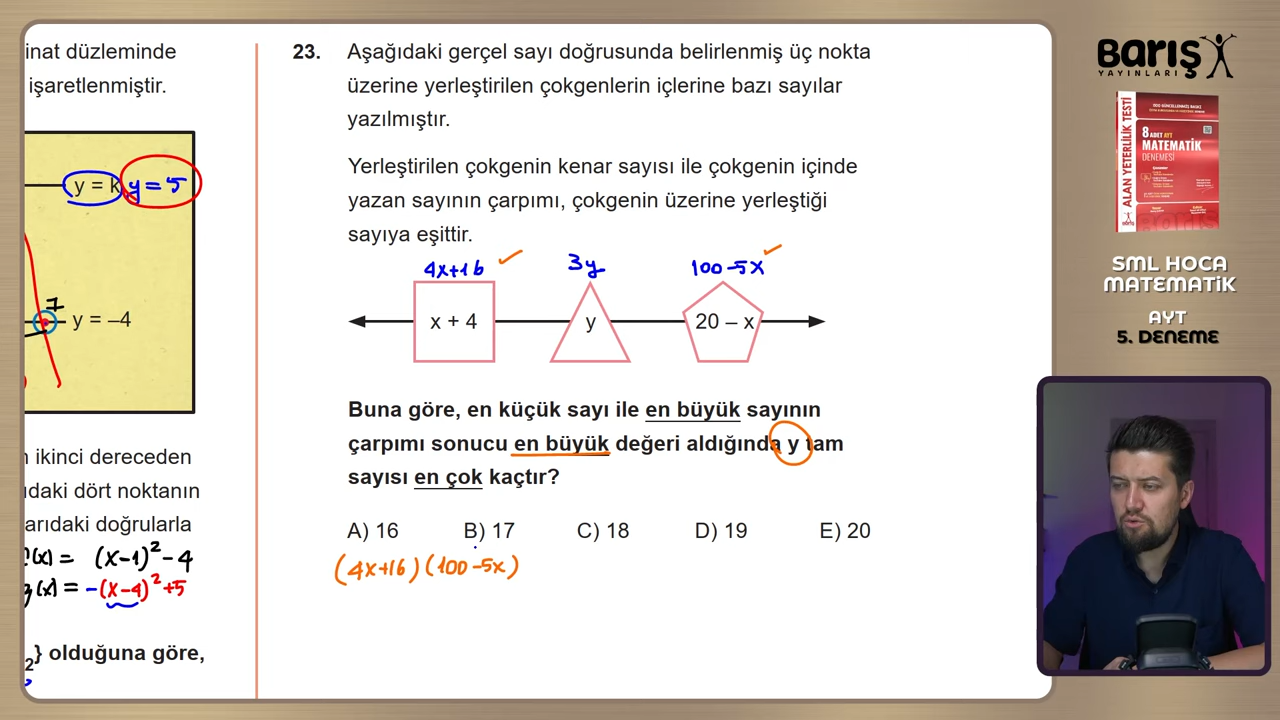 inat düzleminde
işaretlenmiştir.
y = k y = 5
7
y = –4
n ikinci dereceden
daki dört noktanın
arıdaki doğrularla
(x) = (x-1)² - 4
(x) = -(x-4)² + 5
} olduğuna göre,
23. Aşağıdaki gerçel sayı doğrusunda belirlenmiş üç nokta
üzerine yerleştirilen çokgenlerin içlerine bazı sayılar
yazılmıştır.
Yerleştirilen çokgenin kenar sayısı ile çokgenin içinde
yazan sayının çarpımı, çokgenin üzerine yerleştiği
sayıya eşittir.
4x+16 3y 100-5x
x + 4 y 20 – x
Buna göre, en küçük sayı ile en büyük sayının
çarpımı sonucu en büyük değeri aldığında y tam
sayısı en çok kaçtır?
A) 16 B) 17 C) 18 D) 19 E) 20
(4x+16)(100-5x)
BARIŞ
YAYINLARI
ALAN YETERLİLİK TESTİ
8 ADET AYT
MATEMATİK
DENEMESİ
SML HOCA
MATEMATİK
AYT
5. DENEME